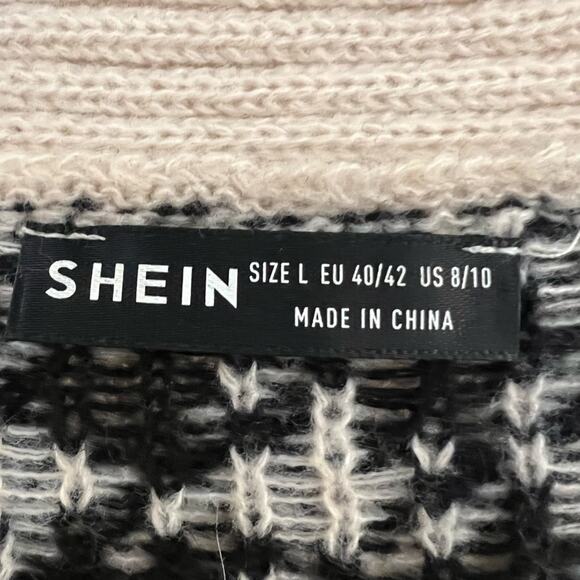 SHEIN
SIZE L EU 40/42 US 8/10
MADE IN CHINA